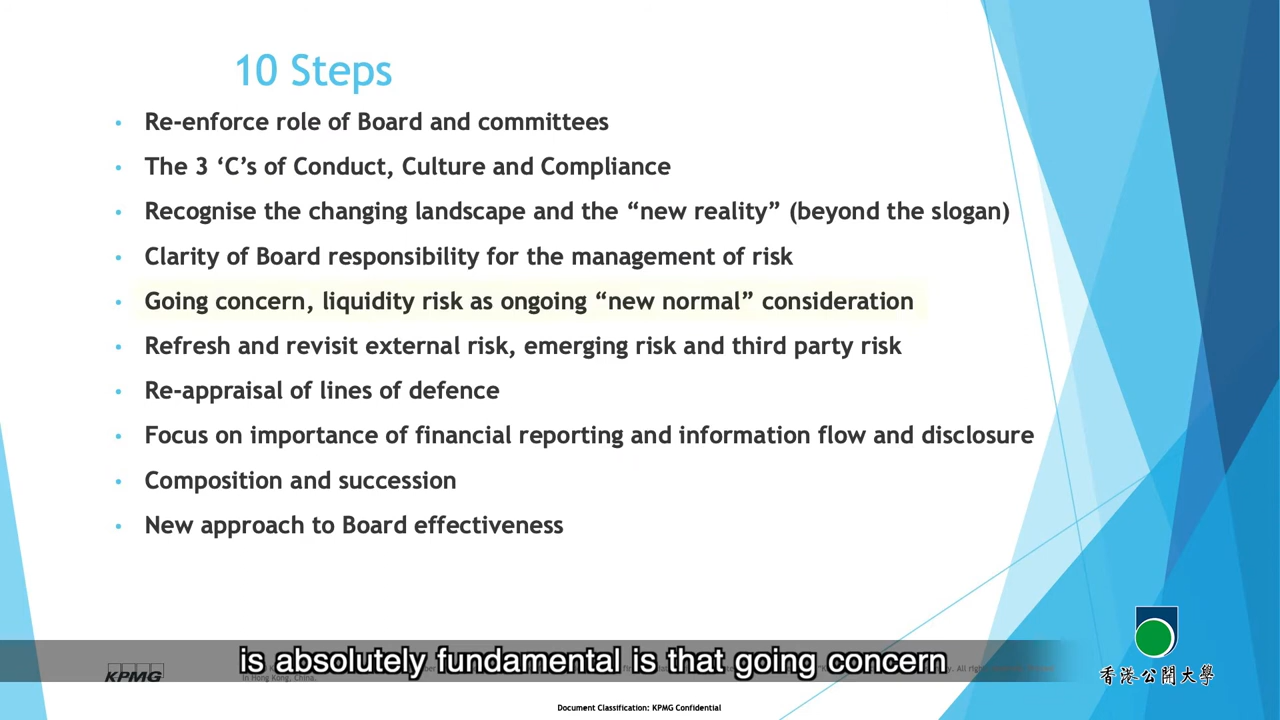 10 Steps
• Re-enforce role of Board and committees
• The 3 ‘C’s of Conduct, Culture and Compliance
• Recognise the changing landscape and the “new reality” (beyond the slogan)
• Clarity of Board responsibility for the management of risk
• Going concern, liquidity risk as ongoing “new normal” consideration
• Refresh and revisit external risk, emerging risk and third party risk
• Re-appraisal of lines of defence
• Focus on importance of financial reporting and information flow and disclosure
• Composition and succession
• New approach to Board effectiveness
is absolutely fundamental is that going concern
KPMG
in Hong Kong, China.
香港公開大學
Document Classification: KPMG Confidential